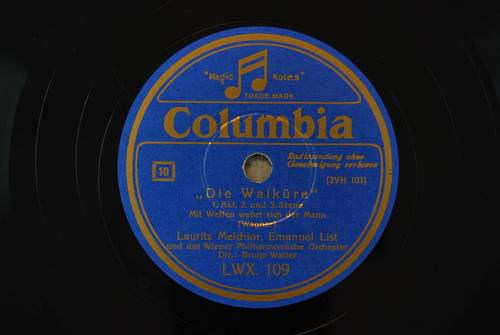 "Magic Notes"
TRADE MARK
Columbia
Radiosendung ohne
Genehmigung verboten
10
(2VH 103)
„Die Walküre"
1. Akt, 2. und 3. Szene
Mit Waffen wehrt sich der Mann
(Wagner)
Lauritz Melchior, Emanuel List
und das Wiener Philharmonische Orchester
Dir.: Bruno Walter
LWX. 109